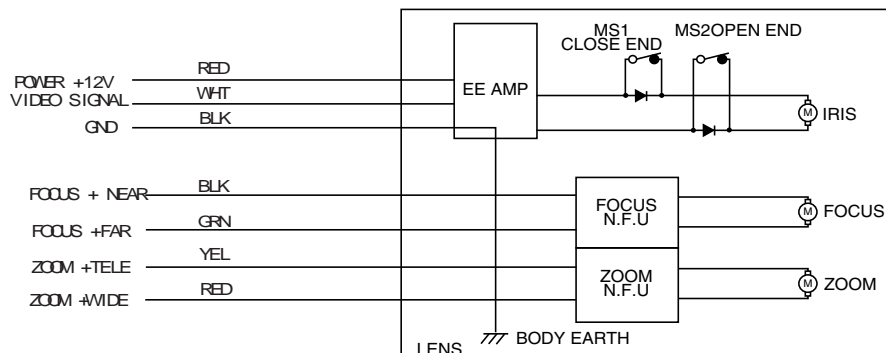 MS1
CLOSE END
MS2OPEN END
POWER +12V
RED
EE AMP
VIDEO SIGNAL
WHT
GND
BLK
M
IRIS
FOCUS + NEAR
BLK
FOCUS
N.F.U
FOCUS +FAR
GRN
M
FOCUS
ZOOM +TELE
YEL
ZOOM
N.F.U
ZOOM +WIDE
RED
M
ZOOM
LENS
BODY EARTH